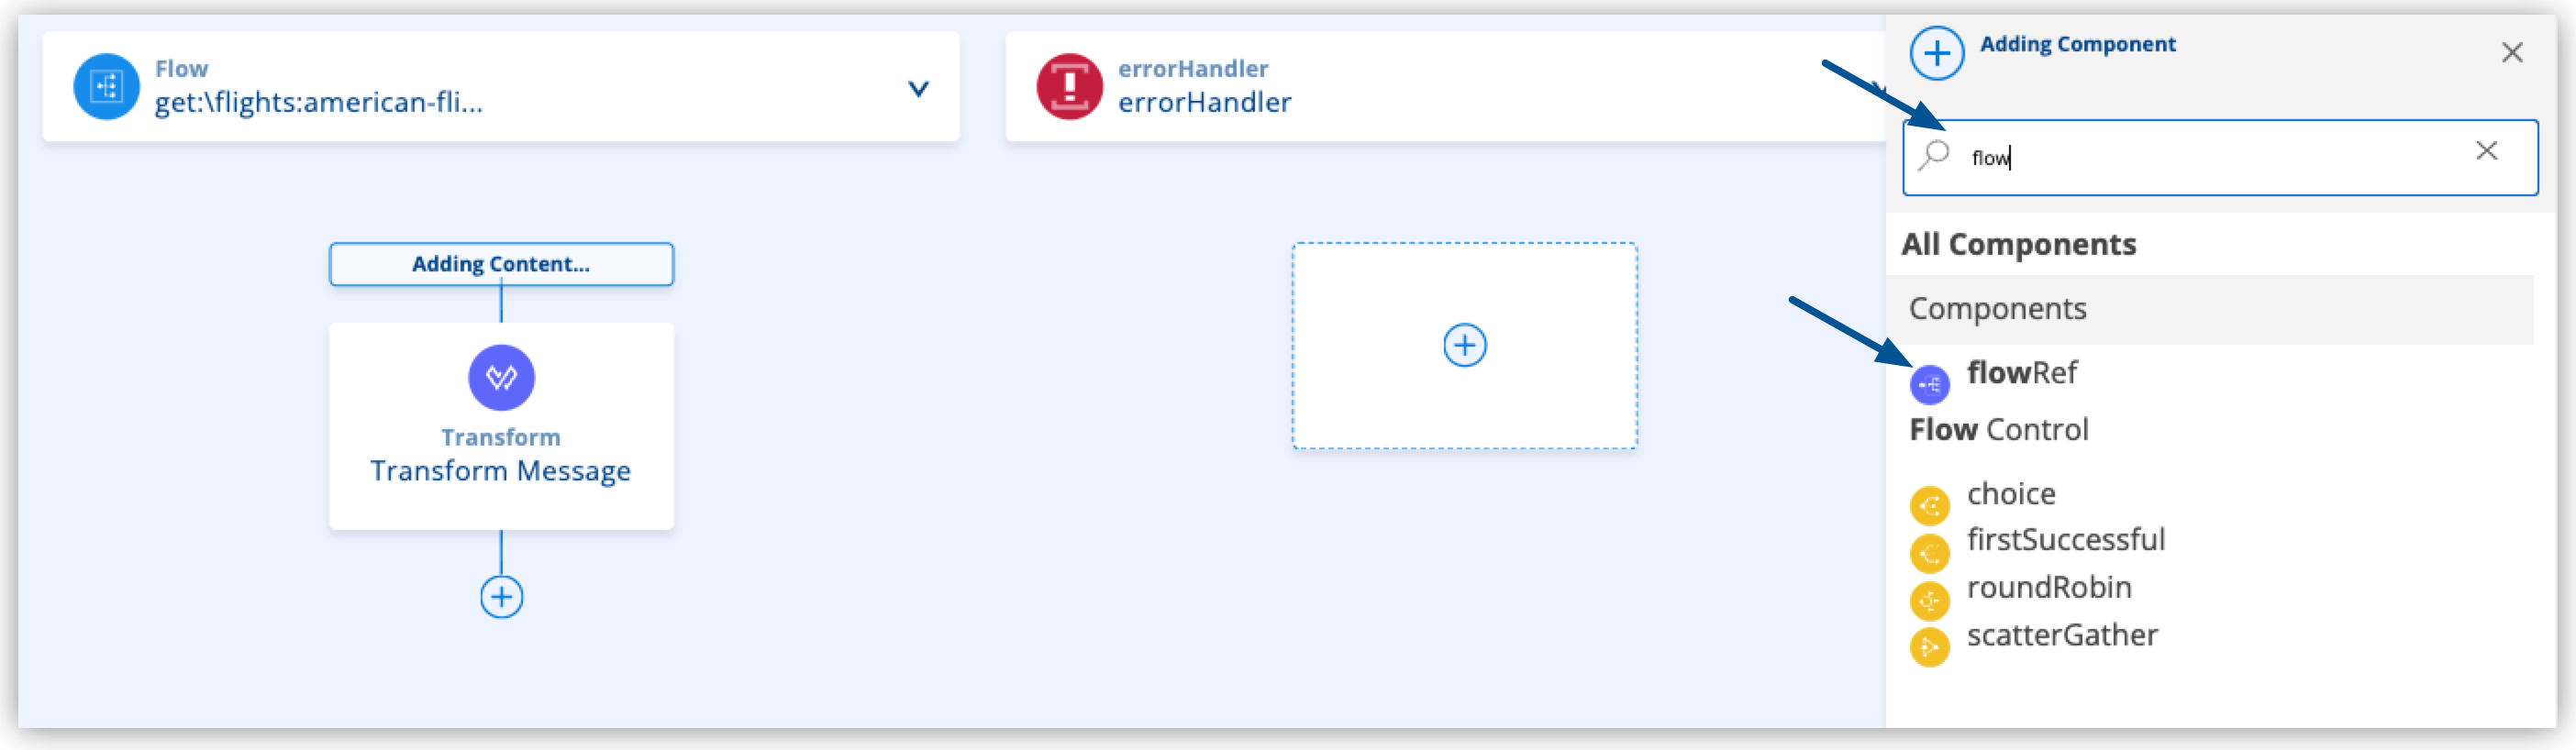 Flow
get:\flights:american-fli...
errorHandler
errorHandler
Adding Content...
Transform
Transform Message
Adding Component
flow
All Components
Components
flowRef
Flow Control
choice
firstSuccessful
roundRobin
scatterGather